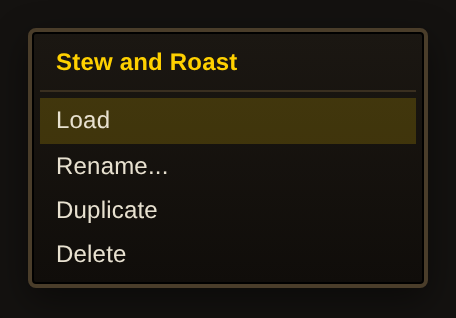 Stew and Roast
Load
Rename...
Duplicate
Delete